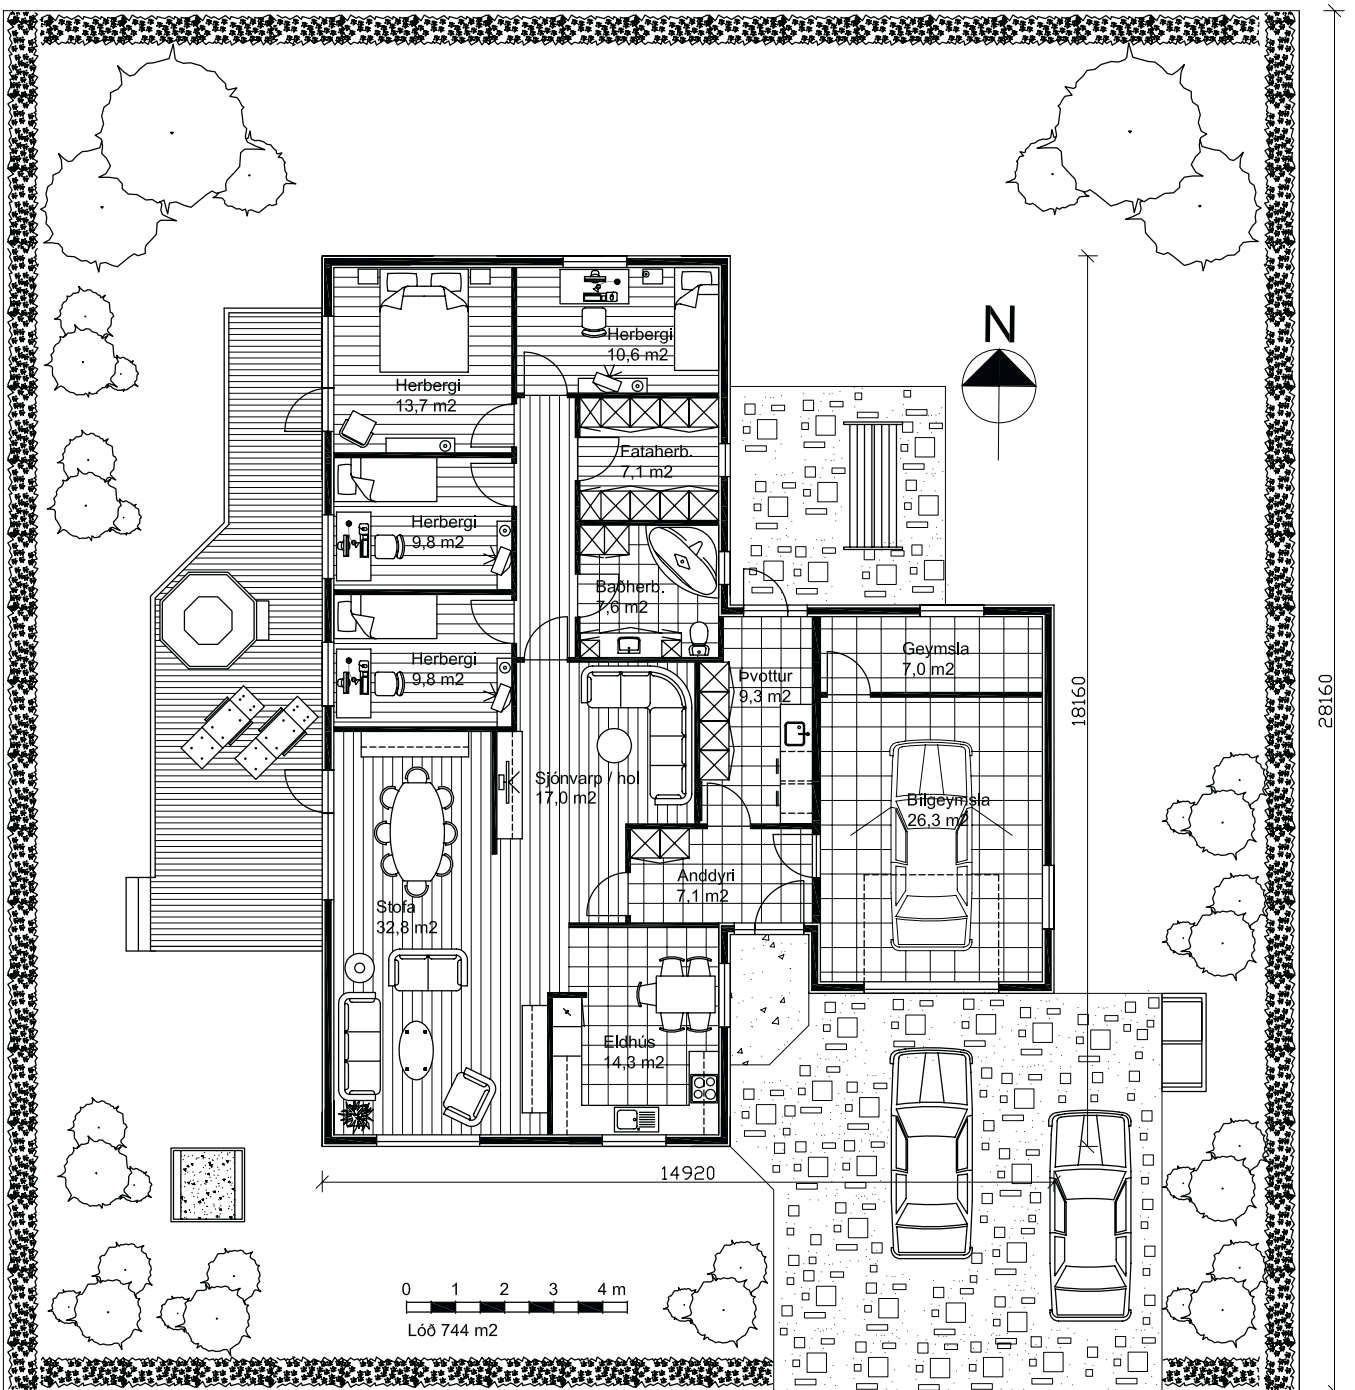 N
Herbergi
10,6 m2
Herbergi
13,7 m2
Fataherb.
7,1 m2
Herbergi
9,8 m2
Baðherb.
7,6 m2
Geymsla
7,0 m2
Herbergi
9,8 m2
Þvottur
9,3 m2
18160
28160
Sjónvarp / hol
17,0 m2
Bílgeymsla
26,3 m2
Anddyri
7,1 m2
Stofa
32,8 m2
Eldhús
14,3 m2
14920
0 1 2 3 4 m
Lóð 744 m2